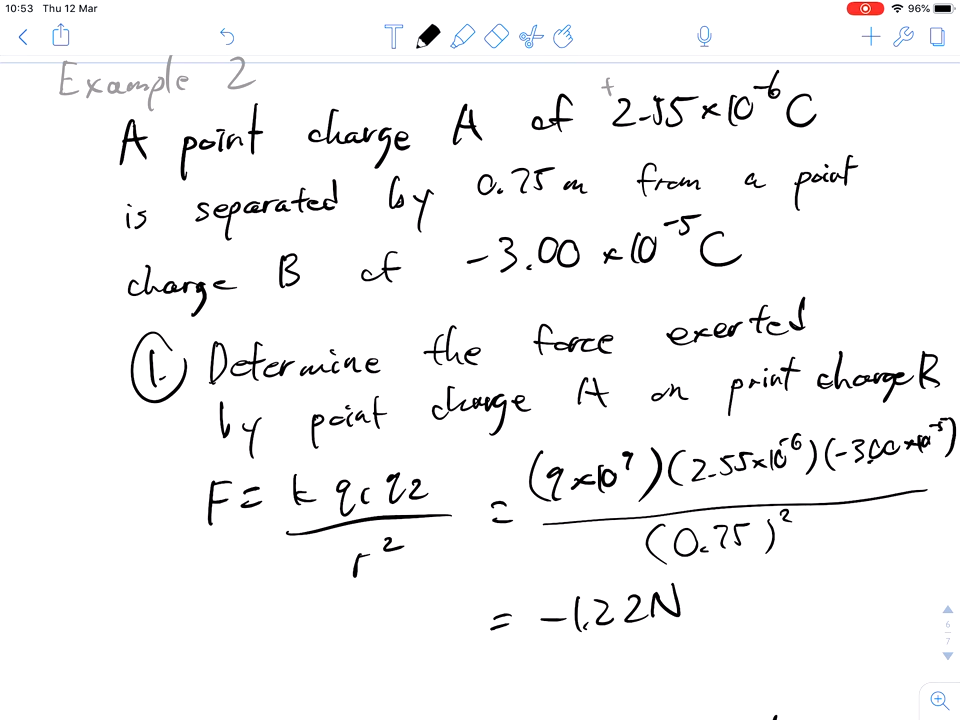 10:53 Thu 12 Mar
96%
Example 2
A point charge A of +2.55×10⁻⁶ C
is separated by 0.75 m from a point
charge B of -3.00 ×10⁻⁵ C
1. Determine the force exerted
by point charge A on point charge B
F = k q₁ q₂ / r² = (9×10⁹)(2.55×10⁻⁶)(-3.00×10⁻⁵) / (0.75)²
= -1.22N
6
7